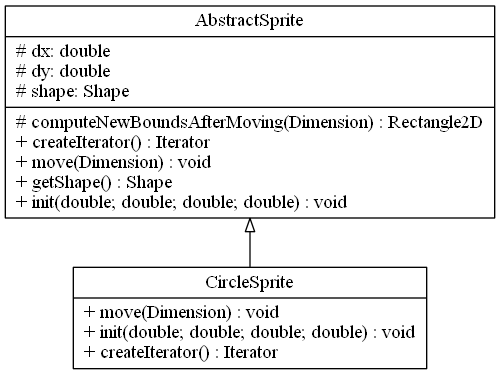 AbstractSprite
# dx: double
# dy: double
# shape: Shape
# computeNewBoundsAfterMoving(Dimension) : Rectangle2D
+ createIterator() : Iterator
+ move(Dimension) : void
+ getShape() : Shape
+ init(double; double; double; double) : void
CircleSprite
+ move(Dimension) : void
+ init(double; double; double; double) : void
+ createIterator() : Iterator